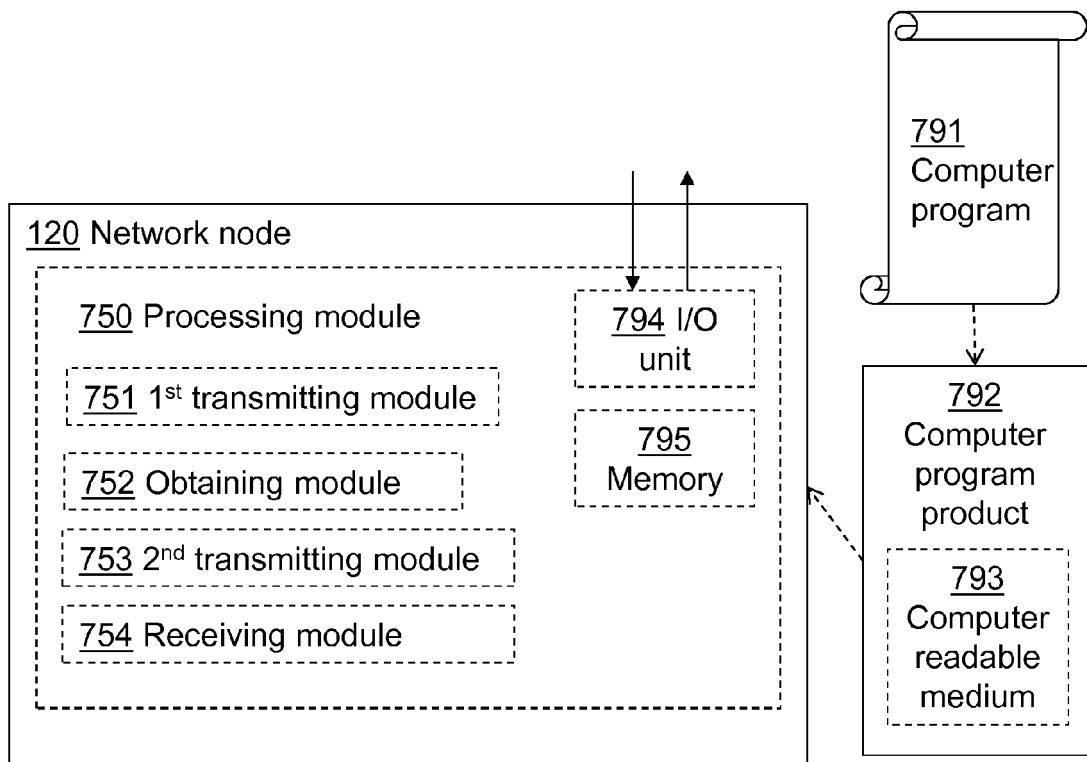 120 Network node
750 Processing module
751 1st transmitting module
752 Obtaining module
753 2nd transmitting module
754 Receiving module
794 I/O
unit
795
Memory
791
Computer
program
792
Computer
program
product
793
Computer
readable
medium